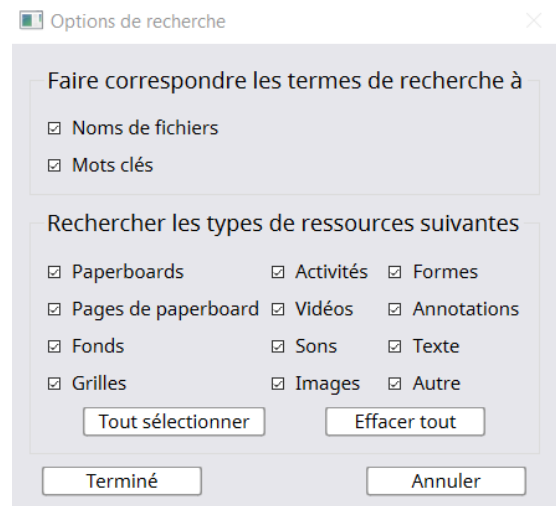 Options de recherche
Faire correspondre les termes de recherche à
Noms de fichiers
Mots clés
Rechercher les types de ressources suivantes
Paperboards Activités Formes
Pages de paperboard Vidéos Annotations
Fonds Sons Texte
Grilles Images Autre
Tout sélectionner Effacer tout
Terminé Annuler